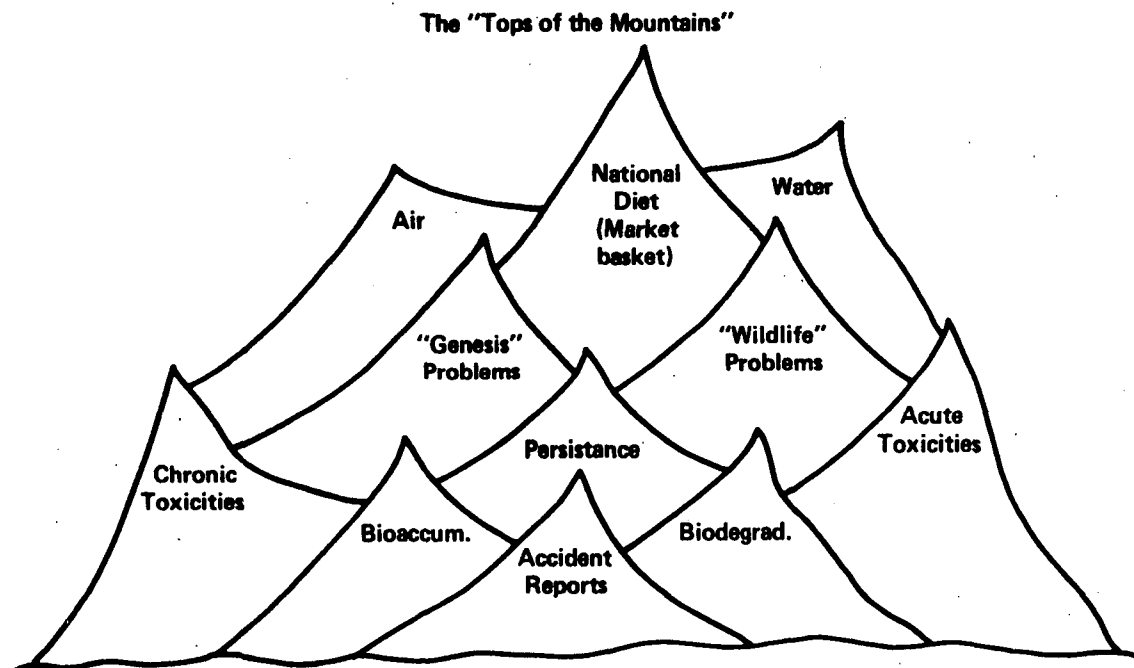 The "Tops of the Mountains"
National
Diet
(Market
basket)
Water
Air
"Genesis"
Problems
"Wildlife"
Problems
Acute
Toxicities
Persistance
Chronic
Toxicities
Bioaccum.
Biodegrad.
Accident
Reports